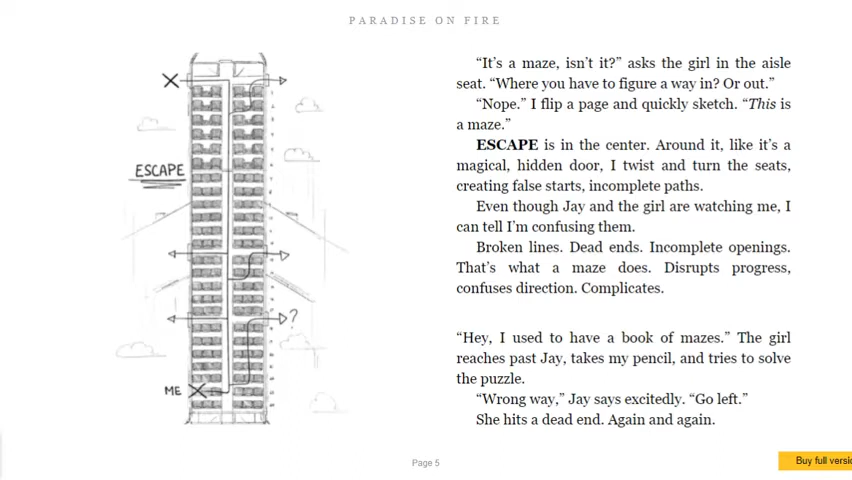 PARADISE ON FIRE
ESCAPE
?
ME
“It’s a maze, isn’t it?” asks the girl in the aisle
seat. “Where you have to figure a way in? Or out.”
“Nope.” I flip a page and quickly sketch. “This is
a maze.”
ESCAPE is in the center. Around it, like it’s a
magical, hidden door, I twist and turn the seats,
creating false starts, incomplete paths.
Even though Jay and the girl are watching me, I
can tell I’m confusing them.
Broken lines. Dead ends. Incomplete openings.
That’s what a maze does. Disrupts progress,
confuses direction. Complicates.
“Hey, I used to have a book of mazes.” The girl
reaches past Jay, takes my pencil, and tries to solve
the puzzle.
“Wrong way,” Jay says excitedly. “Go left.”
She hits a dead end. Again and again.
Page 5
Buy full versio